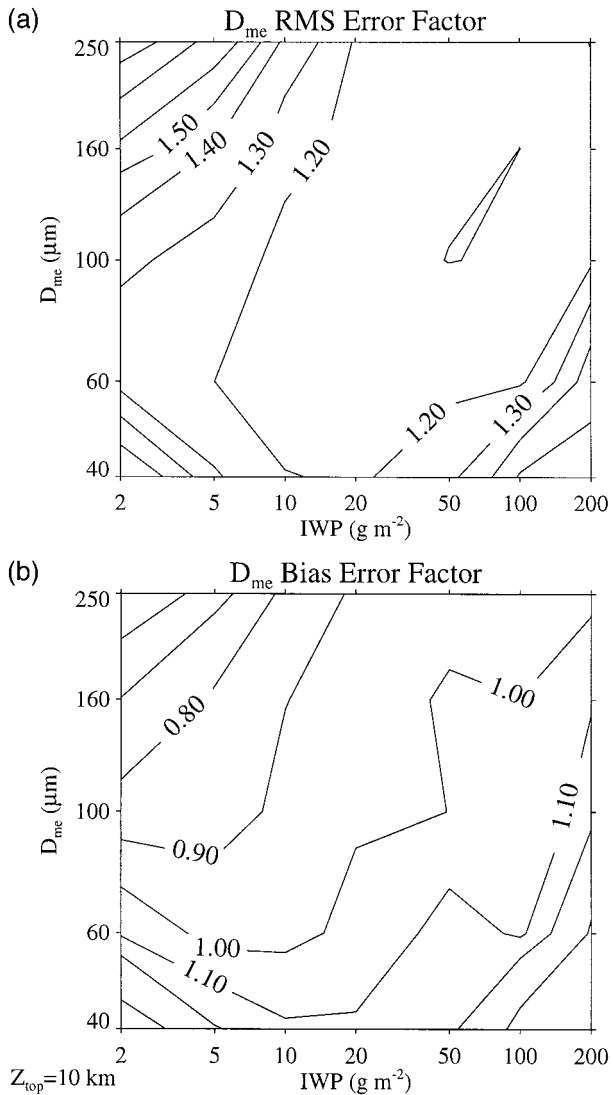 (a)
D_me RMS Error Factor
250
160
100
60
40
D_me (μm)
1.50
1.40
1.30
1.20
1.20
1.30
2 5 10 20 50 100 200
IWP (g m⁻²)
(b)
D_me Bias Error Factor
250
160
100
60
40
D_me (μm)
0.80
1.00
1.10
0.90
1.00
1.10
2 5 10 20 50 100 200
IWP (g m⁻²)
Z_top=10 km